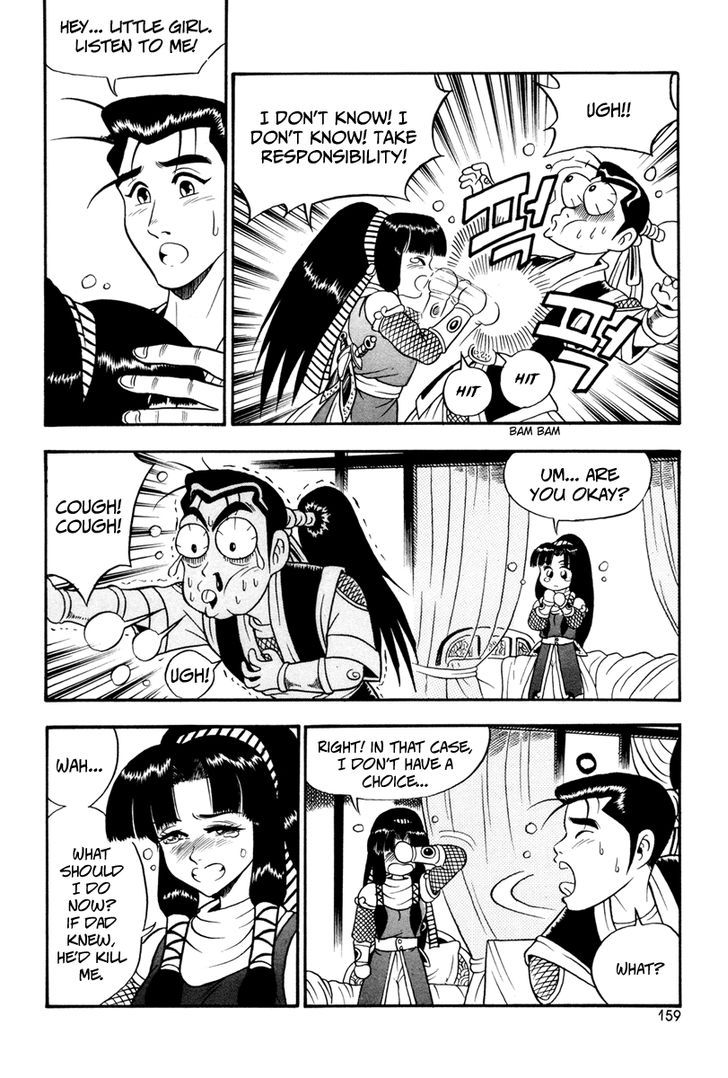 HEY... LITTLE GIRL.
LISTEN TO ME!
I DON'T KNOW! I
DON'T KNOW! TAKE
RESPONSIBILITY!
UGH!!
퍽
퍽
HIT
HIT
BAM BAM
COUGH!
COUGH!
UGH!
UM... ARE
YOU OKAY?
WAH...
WHAT
SHOULD
I DO
NOW?
IF DAD
KNEW,
HE'D KILL
ME.
RIGHT! IN THAT CASE,
I DON'T HAVE A
CHOICE...
WHAT?
159